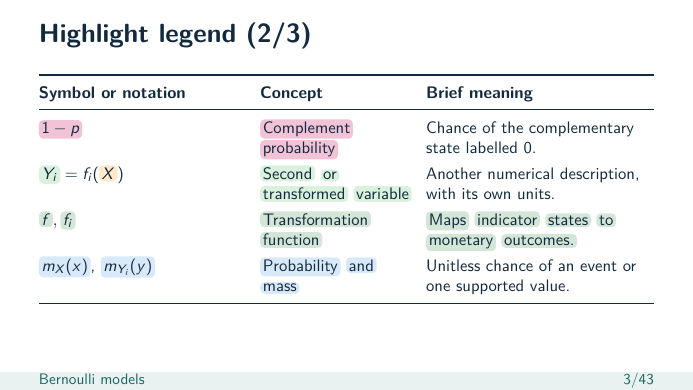 Highlight legend (2/3)
Symbol or notation Concept Brief meaning
1 − p Complement probability Chance of the complementary state labelled 0.
Yᵢ = fᵢ(X) Second or transformed variable Another numerical description, with its own units.
f, fᵢ Transformation function Maps indicator states to monetary outcomes.
m_X(x), m_{Yᵢ}(y) Probability and mass Unitless chance of an event or one supported value.
Bernoulli models 3/43